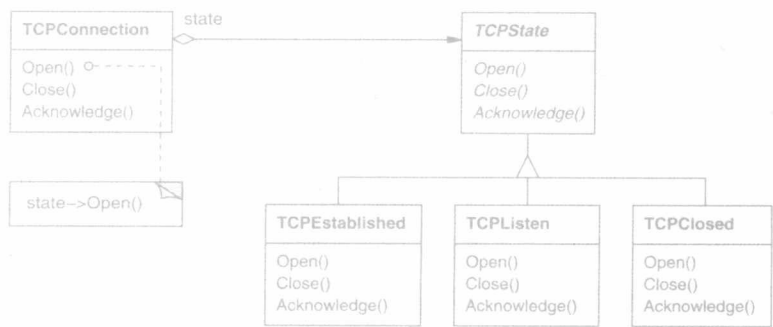 state
TCPConnection
Open()
Close()
Acknowledge()
state->Open()
TCPState
Open()
Close()
Acknowledge()
TCPEstablished
Open()
Close()
Acknowledge()
TCPListen
Open()
Close()
Acknowledge()
TCPClosed
Open()
Close()
Acknowledge()